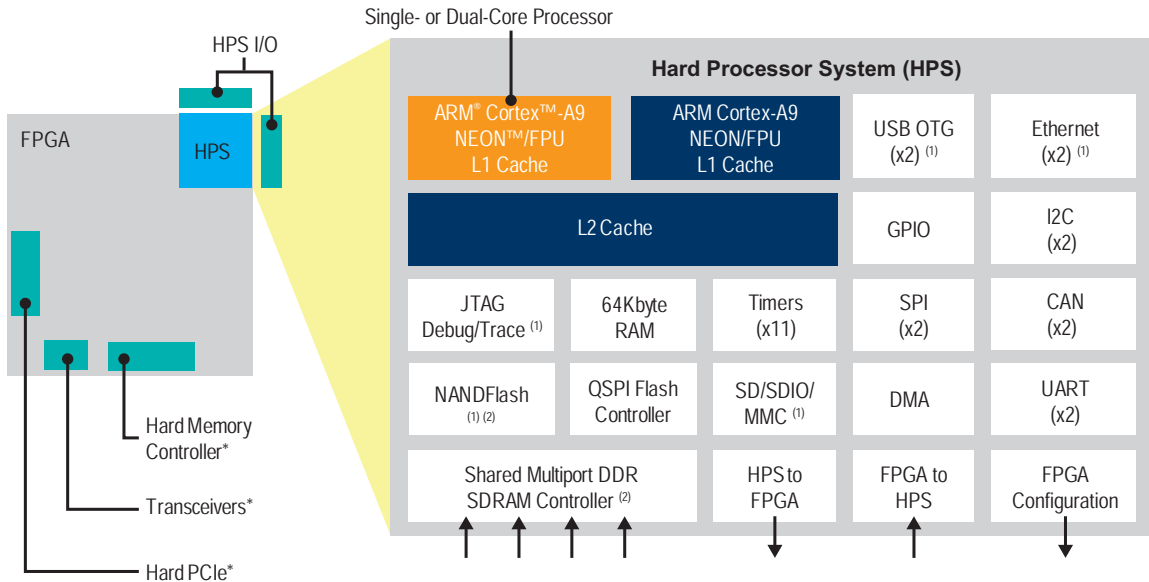 Single- or Dual-Core Processor
HPS I/O
FPGA
HPS
Hard Memory
Controller*
Transceivers*
Hard PCIe*
Hard Processor System (HPS)
ARM® Cortex™-A9
NEON™/FPU
L1 Cache
ARM Cortex-A9
NEON/FPU
L1 Cache
USB OTG
(x2) (1)
Ethernet
(x2) (1)
L2 Cache
GPIO
I2C
(x2)
JTAG
Debug/Trace (1)
64Kbyte
RAM
Timers
(x11)
SPI
(x2)
CAN
(x2)
NANDFlash
(1) (2)
QSPI Flash
Controller
SD/SDIO/
MMC (1)
DMA
UART
(x2)
Shared Multiport DDR
SDRAM Controller (2)
HPS to
FPGA
FPGA to
HPS
FPGA
Configuration